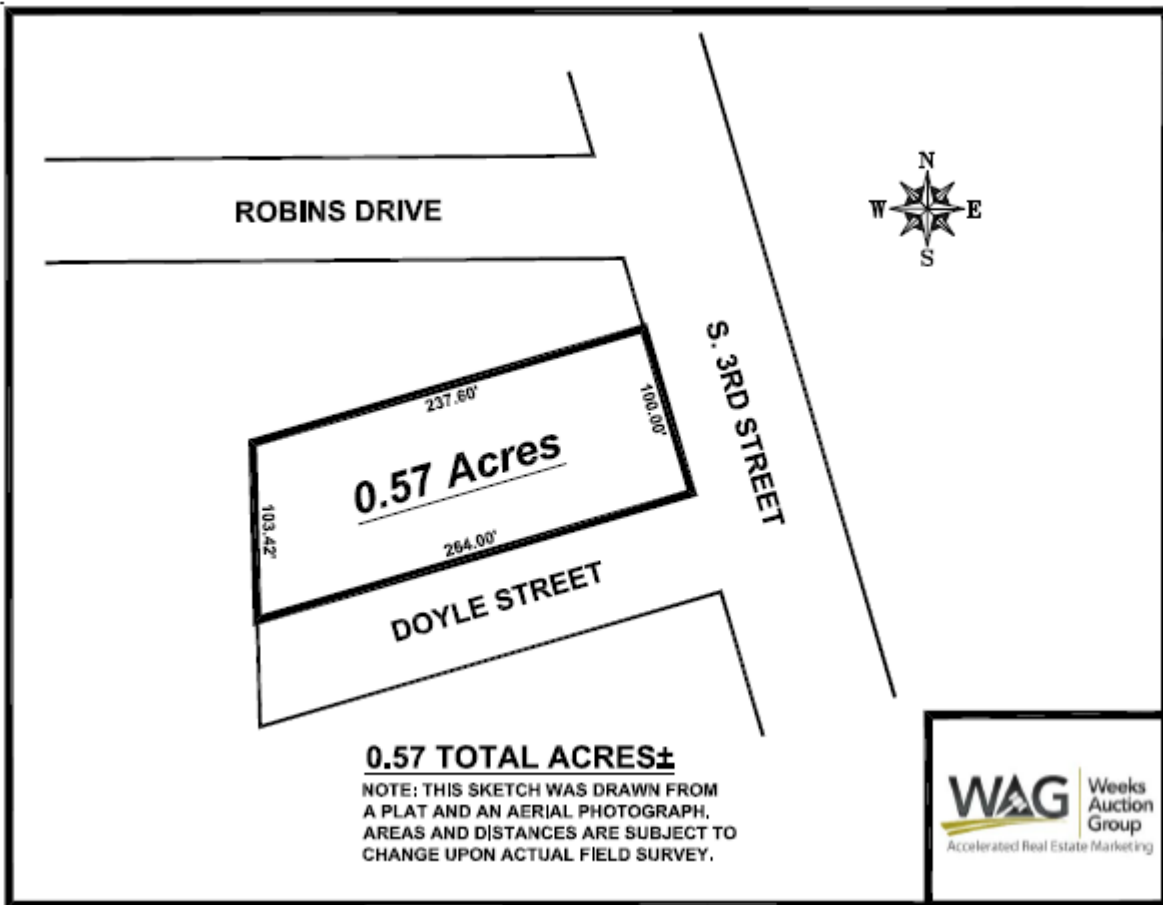 ROBINS DRIVE
N
W
E
S
S. 3RD STREET
237.60'
100.00'
0.57 Acres
103.42'
264.00'
DOYLE STREET
0.57 TOTAL ACRES±
NOTE: THIS SKETCH WAS DRAWN FROM
A PLAT AND AN AERIAL PHOTOGRAPH.
AREAS AND DISTANCES ARE SUBJECT TO
CHANGE UPON ACTUAL FIELD SURVEY.
WAG
Weeks
Auction
Group
Accelerated Real Estate Marketing